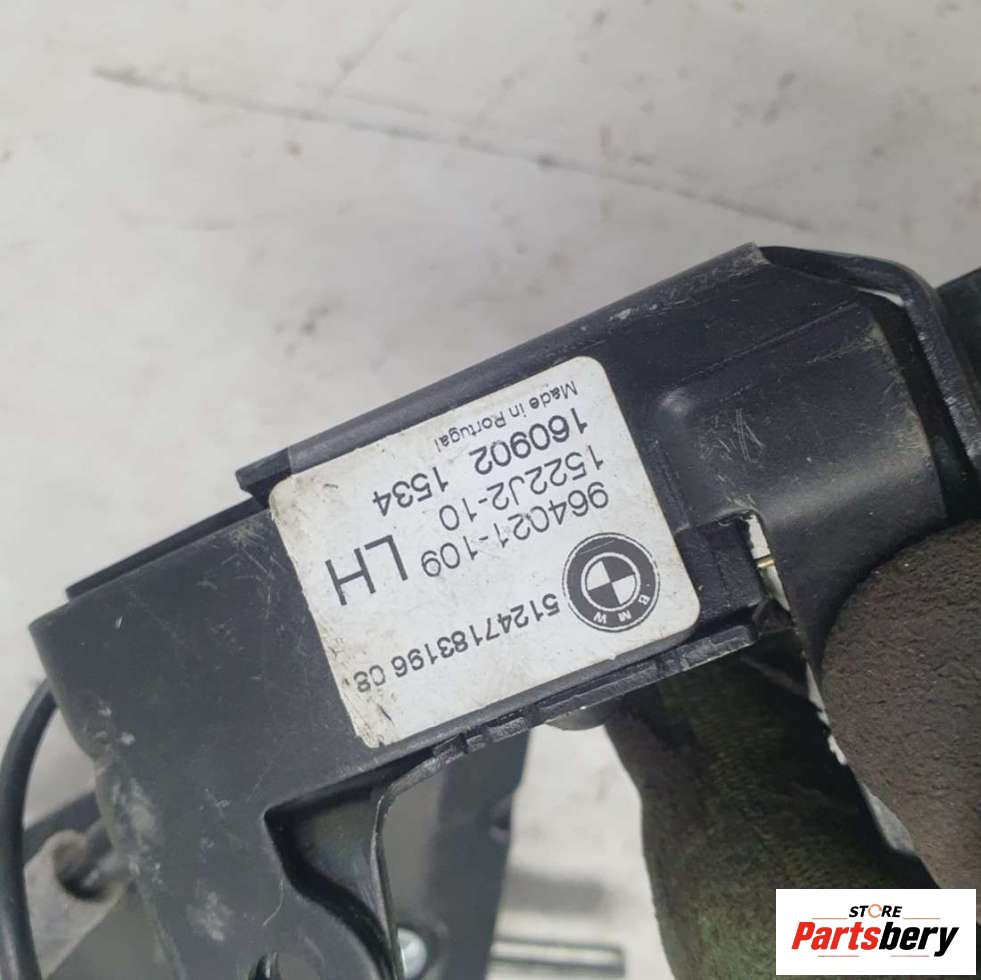 BMW
51247183196 08
964021-109 LH
1522J2-10
160902 1534
Made in Portugal
STORE
Partsbery